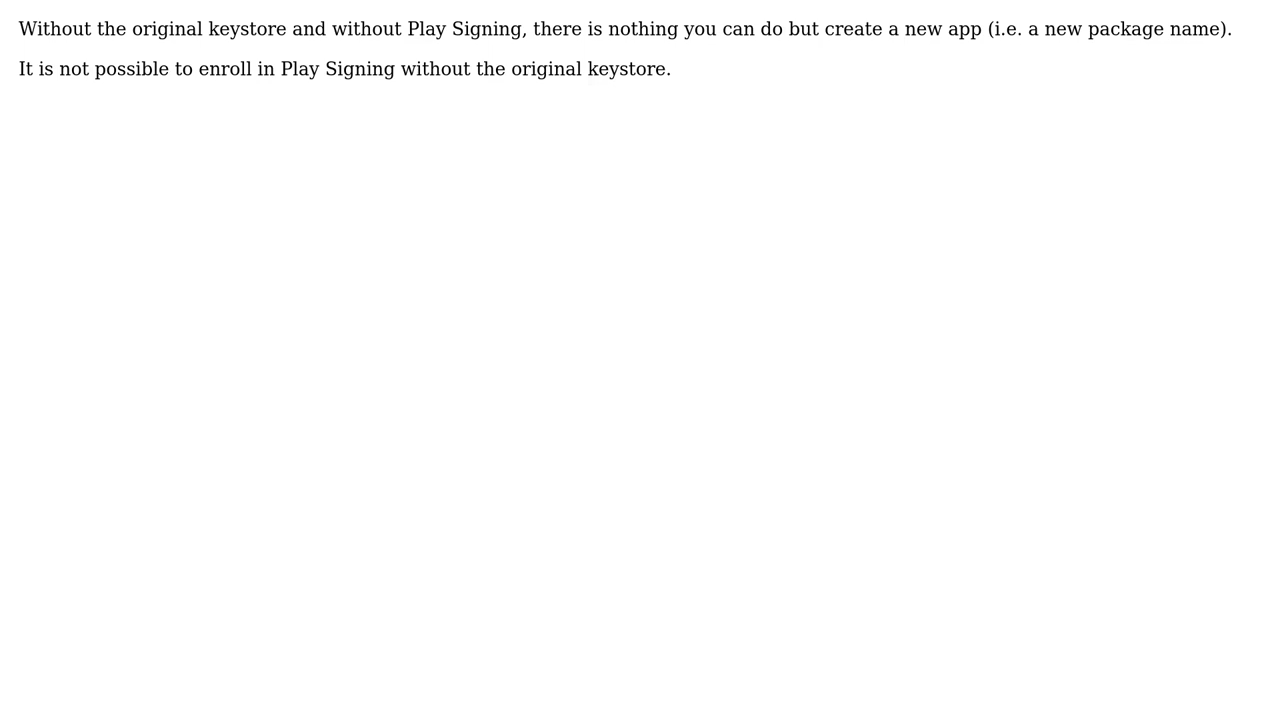 Without the original keystore and without Play Signing, there is nothing you can do but create a new app (i.e. a new package name).
It is not possible to enroll in Play Signing without the original keystore.